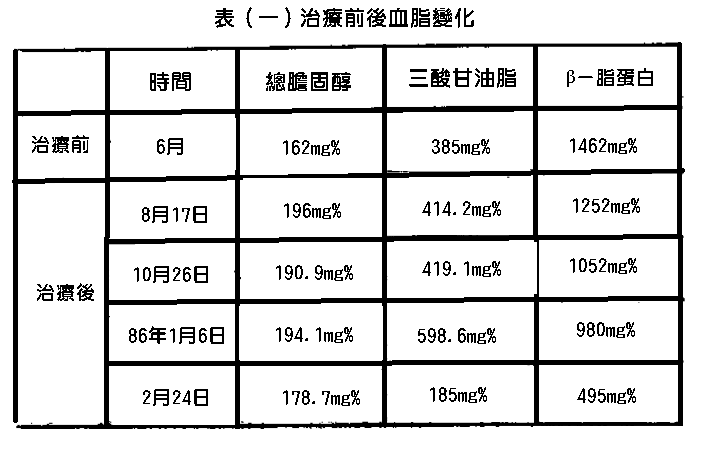 表（一）治療前後血脂變化
時間 總膽固醇 三酸甘油脂 β－脂蛋白
治療前 6月 162mg% 385mg% 1462mg%
8月17日 196mg% 414.2mg% 1252mg%
10月26日 190.9mg% 419.1mg% 1052mg%
治療後
86年1月6日 194.1mg% 598.6mg% 980mg%
2月24日 178.7mg% 185mg% 495mg%